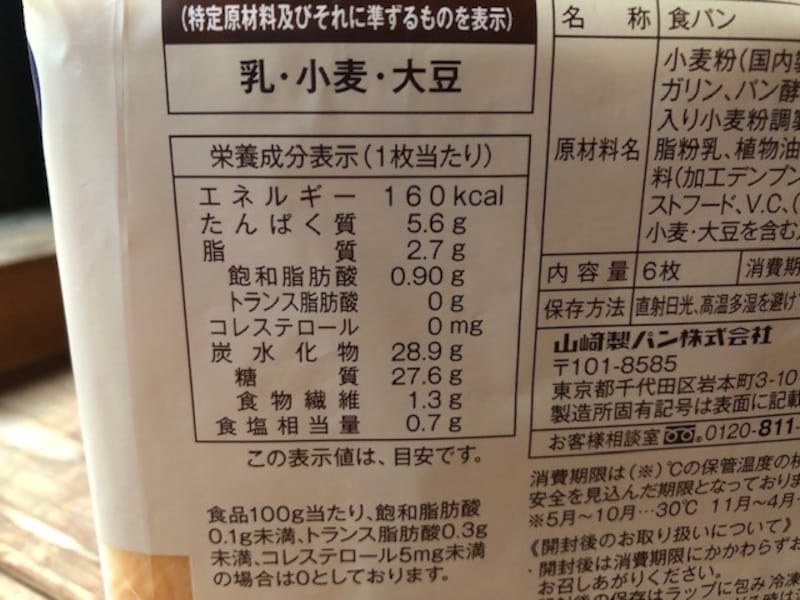 (特定原材料及びそれに準ずるものを表示)
乳・小麦・大豆
栄養成分表示(1枚当たり)
エネルギー 160kcal
たんぱく質 5.6g
脂質 2.7g
飽和脂肪酸 0.90g
トランス脂肪酸 0g
コレステロール 0mg
炭水化物 28.9g
糖質 27.6g
食物繊維 1.3g
食塩相当量 0.7g
この表示値は、目安です。
食品100g当たり、飽和脂肪酸
0.1g未満、トランス脂肪酸0.3g
未満、コレステロール5mg未満
の場合は0としております。
名称 食パン
原材料名
小麦粉(国内
ガリン、パン酵
入り小麦粉調
脂粉乳、植物油
料(加工デンプン
ストフード、V.C.、(
小麦・大豆を含む
内容量 6枚 消費期
保存方法 直射日光、高温多湿を避け
山崎製パン株式会社
〒101-8585
東京都千代田区岩本町3-10
製造所固有記号は表面に記載
お客様相談室 0120-811-
消費期限は(※)℃の保管温度の
安全を見込んだ期限となっておりま
※5月~10月…30℃ 11月~4月
《開封後のお取り扱いについて》
・開封後は消費期限にかかわらずお
お召しあがりください。
開封後の保存はラップに包み冷凍